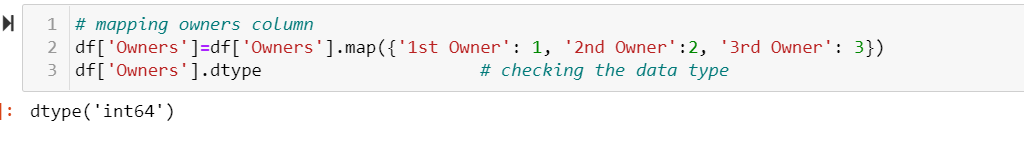 1 # mapping owners column
2 df['Owners']=df['Owners'].map({'1st Owner': 1, '2nd Owner':2, '3rd Owner': 3})
3 df['Owners'].dtype # checking the data type
]: dtype('int64')